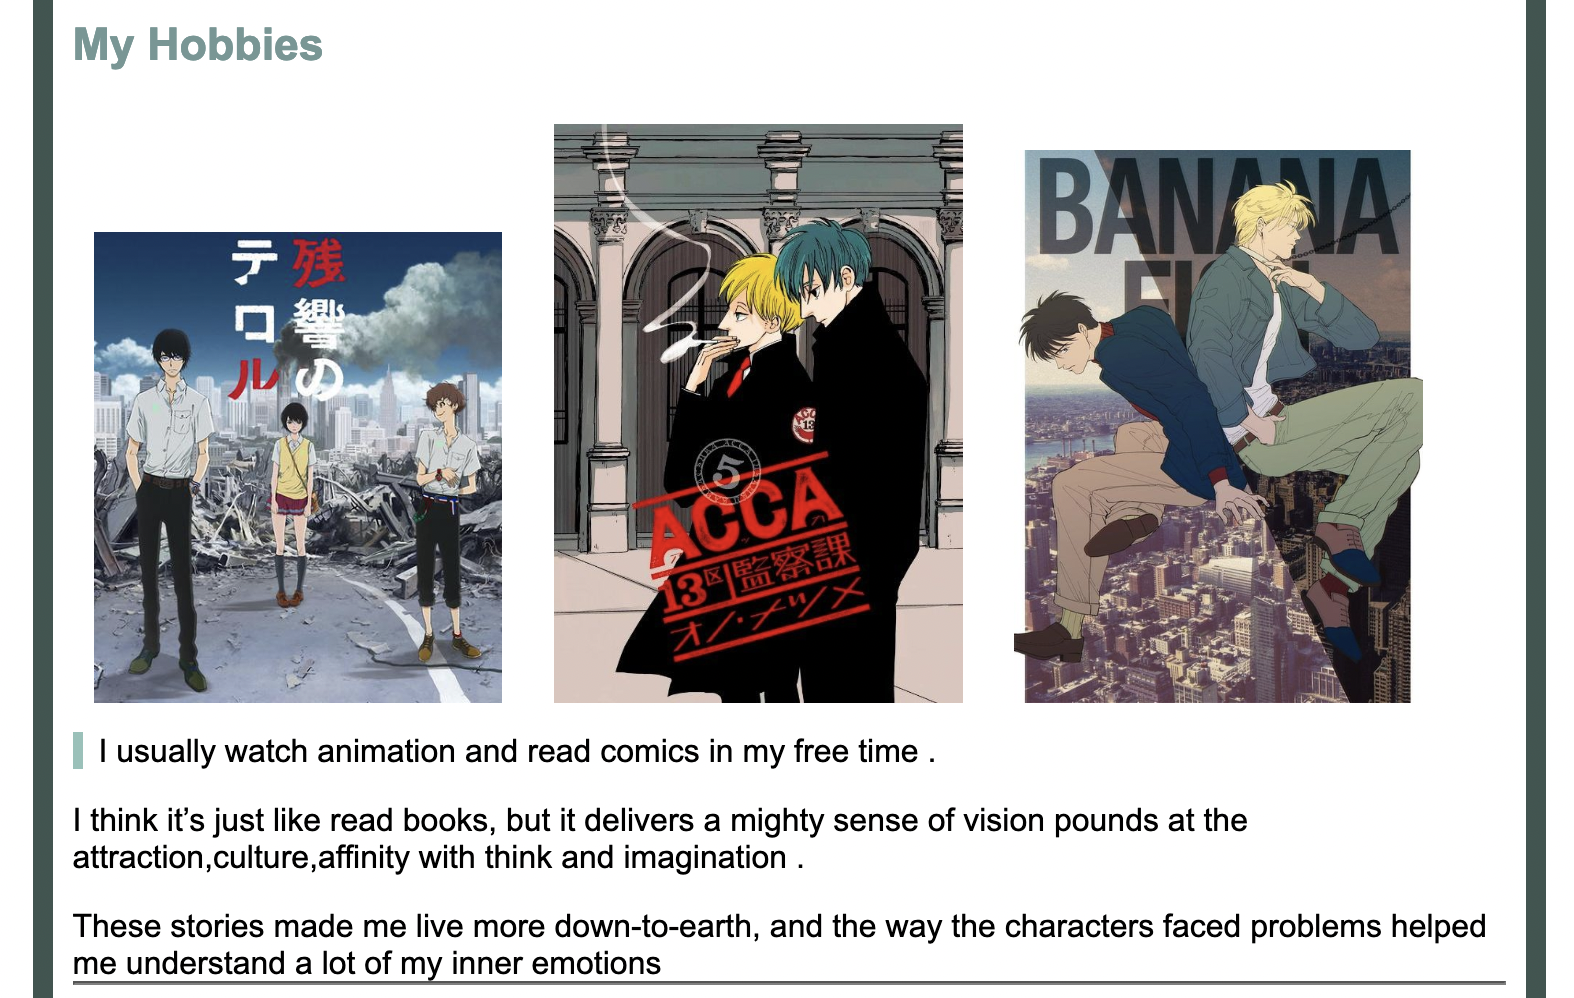 My Hobbies
残響の
テロル
5
13
ACCA
13区監察課
オノ・ナツメ
BANANA
I usually watch animation and read comics in my free time .
I think it’s just like read books, but it delivers a mighty sense of vision pounds at the
attraction,culture,affinity with think and imagination .
These stories made me live more down-to-earth, and the way the characters faced problems helped
me understand a lot of my inner emotions